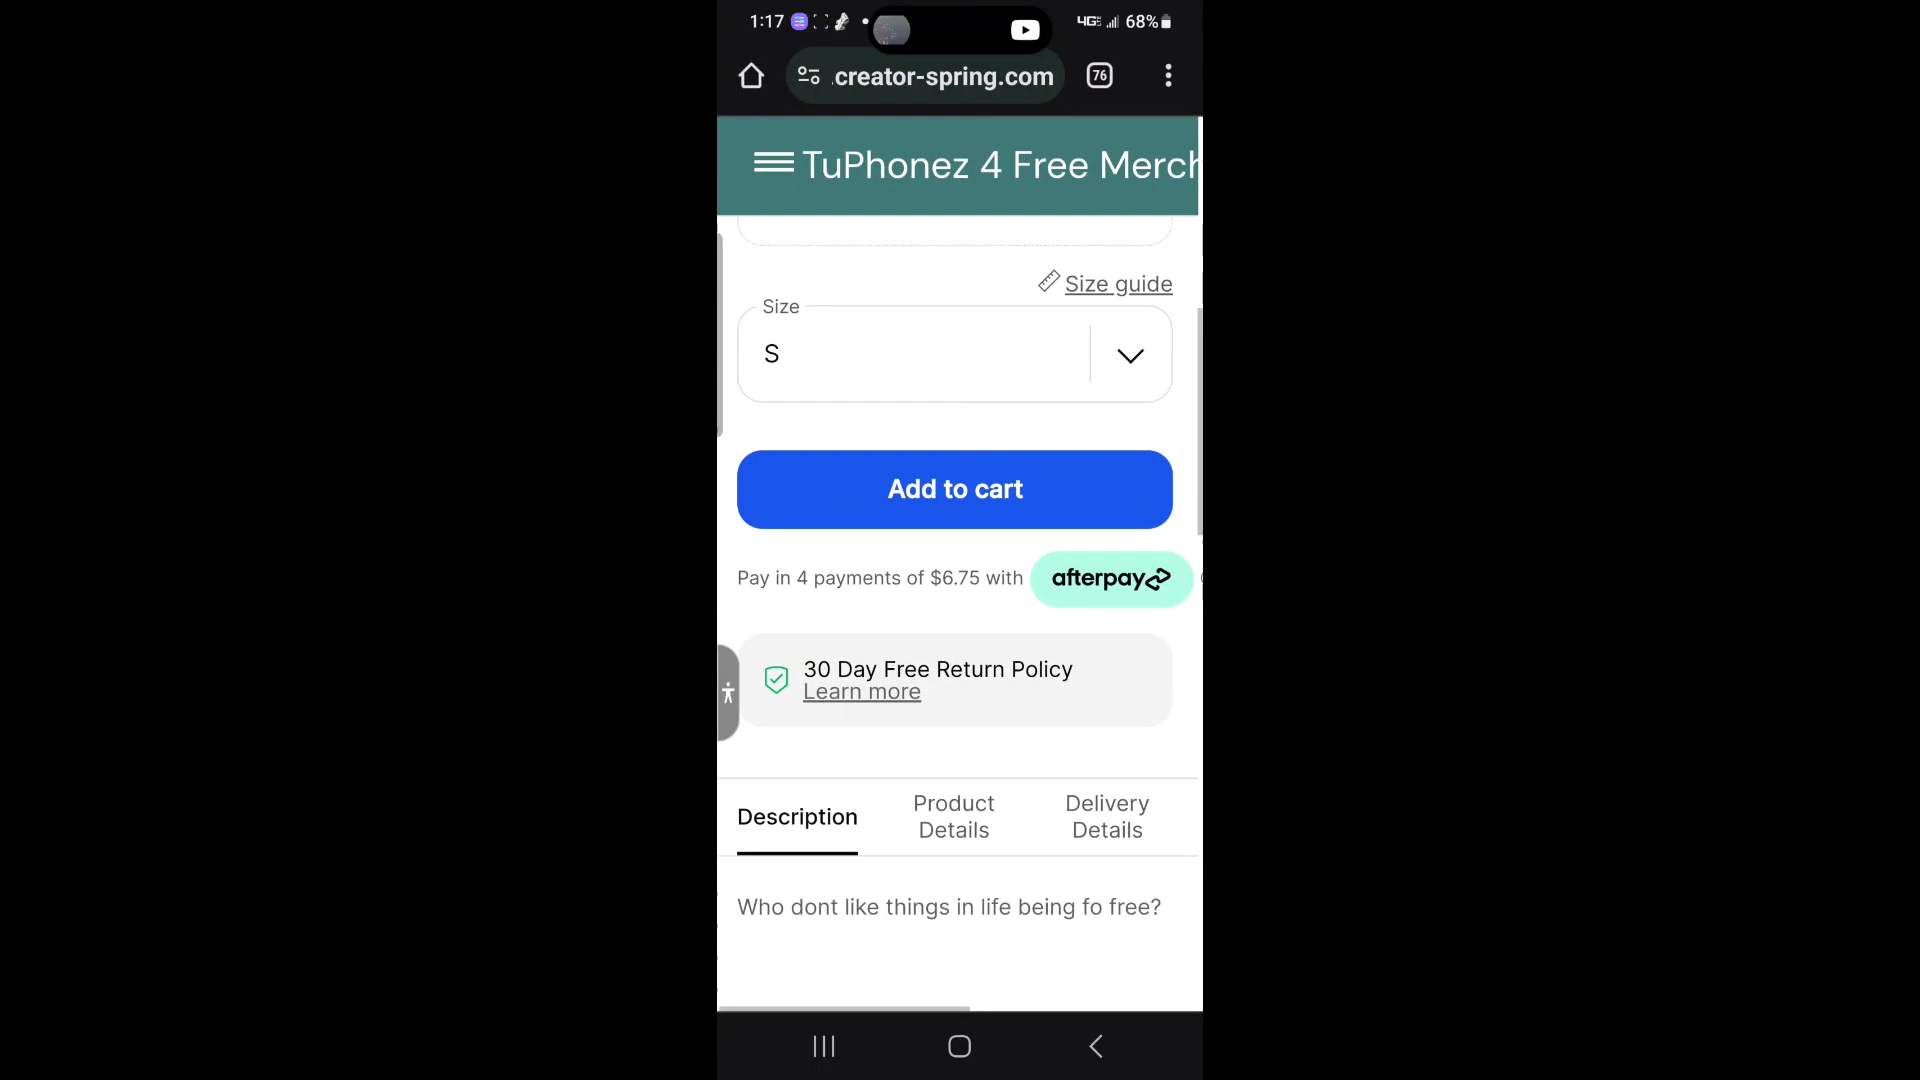 1:17
4G 68%
.creator-spring.com
76
TuPhonez 4 Free Merch
Size guide
Size
S
Add to cart
Pay in 4 payments of $6.75 with afterpay
30 Day Free Return Policy
Learn more
Description
Product
Details
Delivery
Details
Who dont like things in life being fo free?